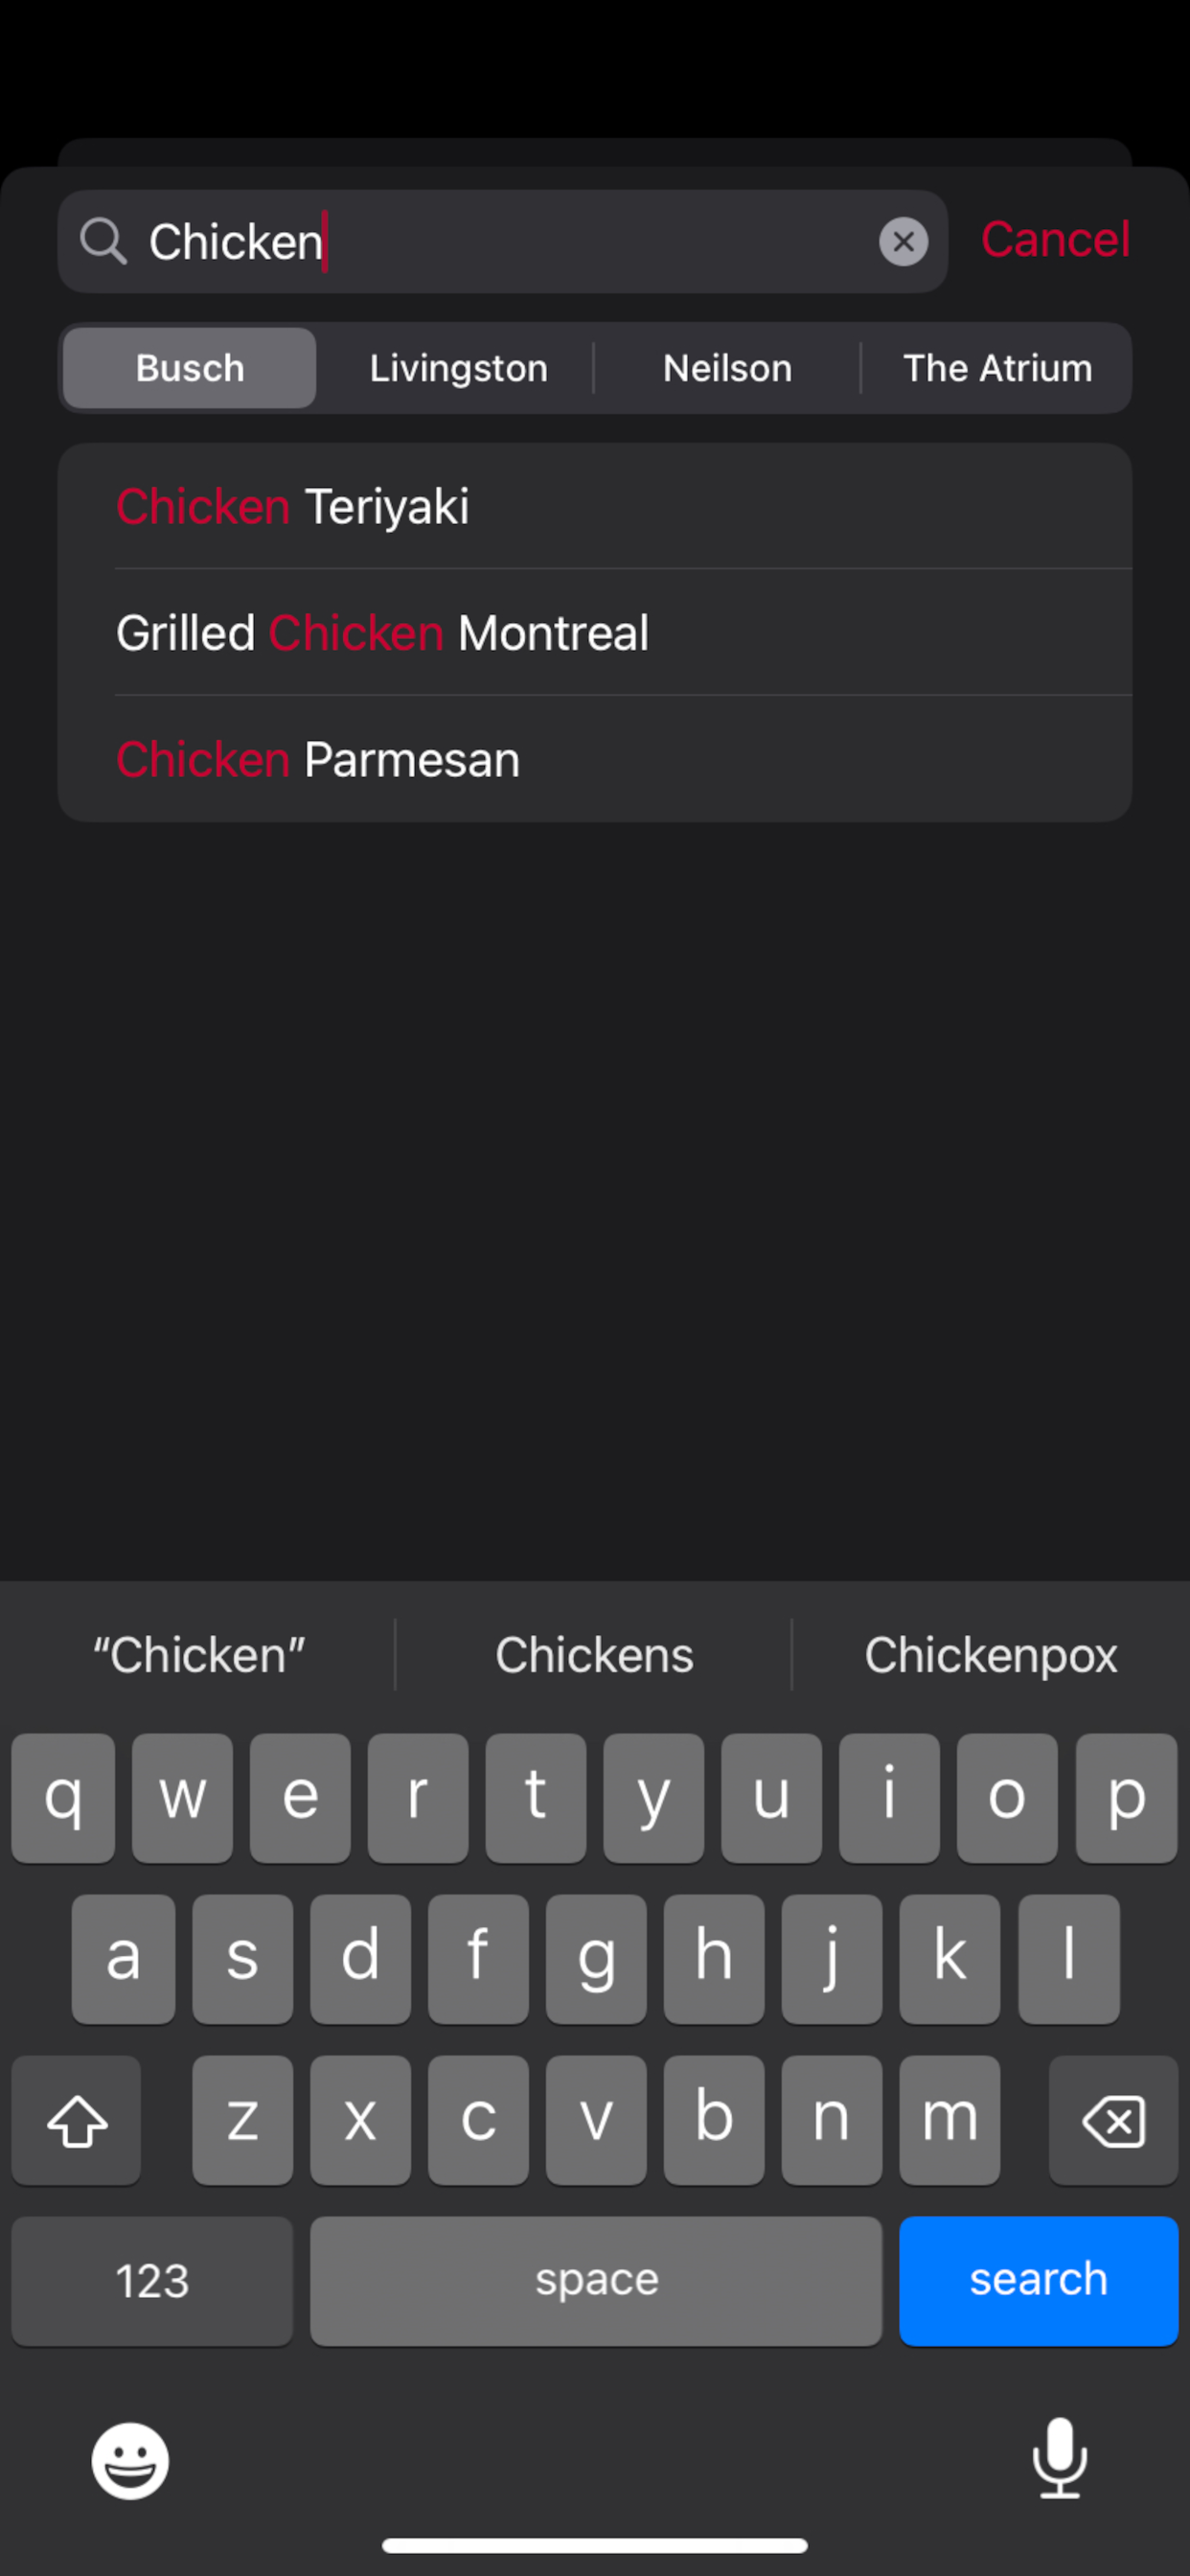 Chicken
Cancel
Busch Livingston Neilson The Atrium
Chicken Teriyaki
Grilled Chicken Montreal
Chicken Parmesan
“Chicken” Chickens Chickenpox
q w e r t y u i o p
a s d f g h j k l
z x c v b n m
123 space search